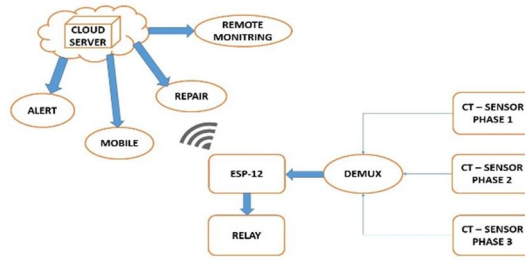 CLOUD
SERVER
REMOTE
MONITRING
ALERT
MOBILE
REPAIR
ESP-12
DEMUX
RELAY
CT – SENSOR
PHASE 1
CT – SENSOR
PHASE 2
CT – SENSOR
PHASE 3